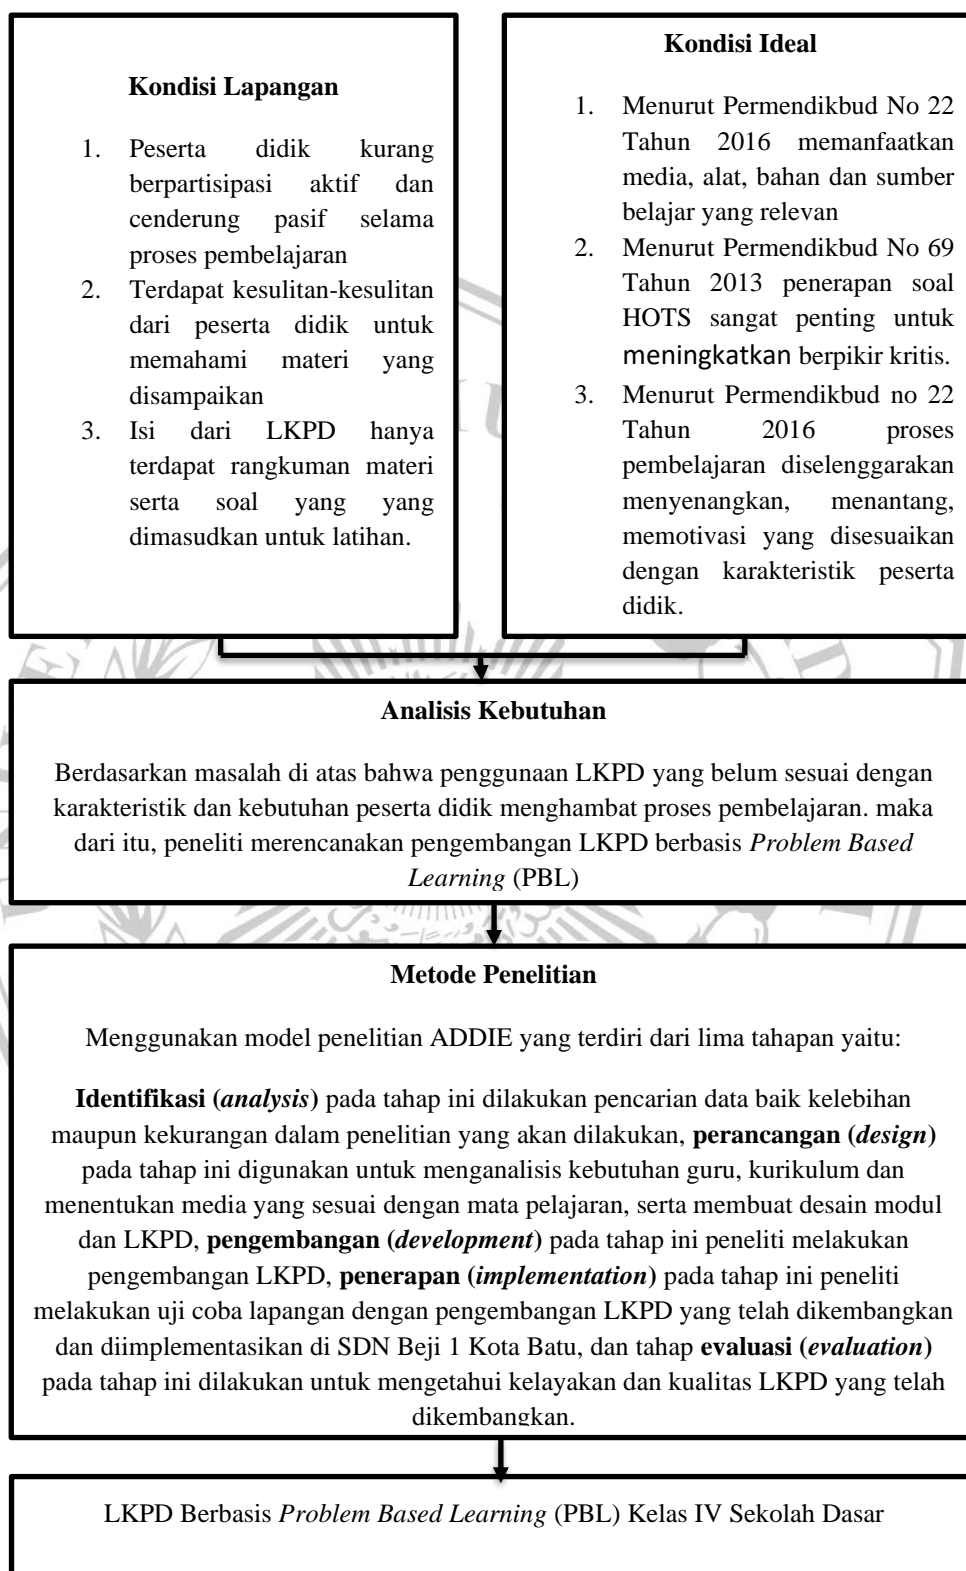 Kondisi Lapangan
1. Peserta didik kurang
berpartisipasi aktif dan
cenderung pasif selama
proses pembelajaran
2. Terdapat kesulitan-kesulitan
dari peserta didik untuk
memahami materi yang
disampaikan
3. Isi dari LKPD hanya
terdapat rangkuman materi
serta soal yang yang
dimasudkan untuk latihan.
Kondisi Ideal
1. Menurut Permendikbud No 22
Tahun 2016 memanfaatkan
media, alat, bahan dan sumber
belajar yang relevan
2. Menurut Permendikbud No 69
Tahun 2013 penerapan soal
HOTS sangat penting untuk
meningkatkan berpikir kritis.
3. Menurut Permendikbud no 22
Tahun 2016 proses
pembelajaran diselenggarakan
menyenangkan, menantang,
memotivasi yang disesuaikan
dengan karakteristik peserta
didik.
Analisis Kebutuhan
Berdasarkan masalah di atas bahwa penggunaan LKPD yang belum sesuai dengan
karakteristik dan kebutuhan peserta didik menghambat proses pembelajaran. maka
dari itu, peneliti merencanakan pengembangan LKPD berbasis Problem Based
Learning (PBL)
Metode Penelitian
Menggunakan model penelitian ADDIE yang terdiri dari lima tahapan yaitu:
Identifikasi (analysis) pada tahap ini dilakukan pencarian data baik kelebihan
maupun kekurangan dalam penelitian yang akan dilakukan, perancangan (design)
pada tahap ini digunakan untuk menganalisis kebutuhan guru, kurikulum dan
menentukan media yang sesuai dengan mata pelajaran, serta membuat desain modul
dan LKPD, pengembangan (development) pada tahap ini peneliti melakukan
pengembangan LKPD, penerapan (implementation) pada tahap ini peneliti
melakukan uji coba lapangan dengan pengembangan LKPD yang telah dikembangkan
dan diimplementasikan di SDN Beji 1 Kota Batu, dan tahap evaluasi (evaluation)
pada tahap ini dilakukan untuk mengetahui kelayakan dan kualitas LKPD yang telah
dikembangkan.
LKPD Berbasis Problem Based Learning (PBL) Kelas IV Sekolah Dasar